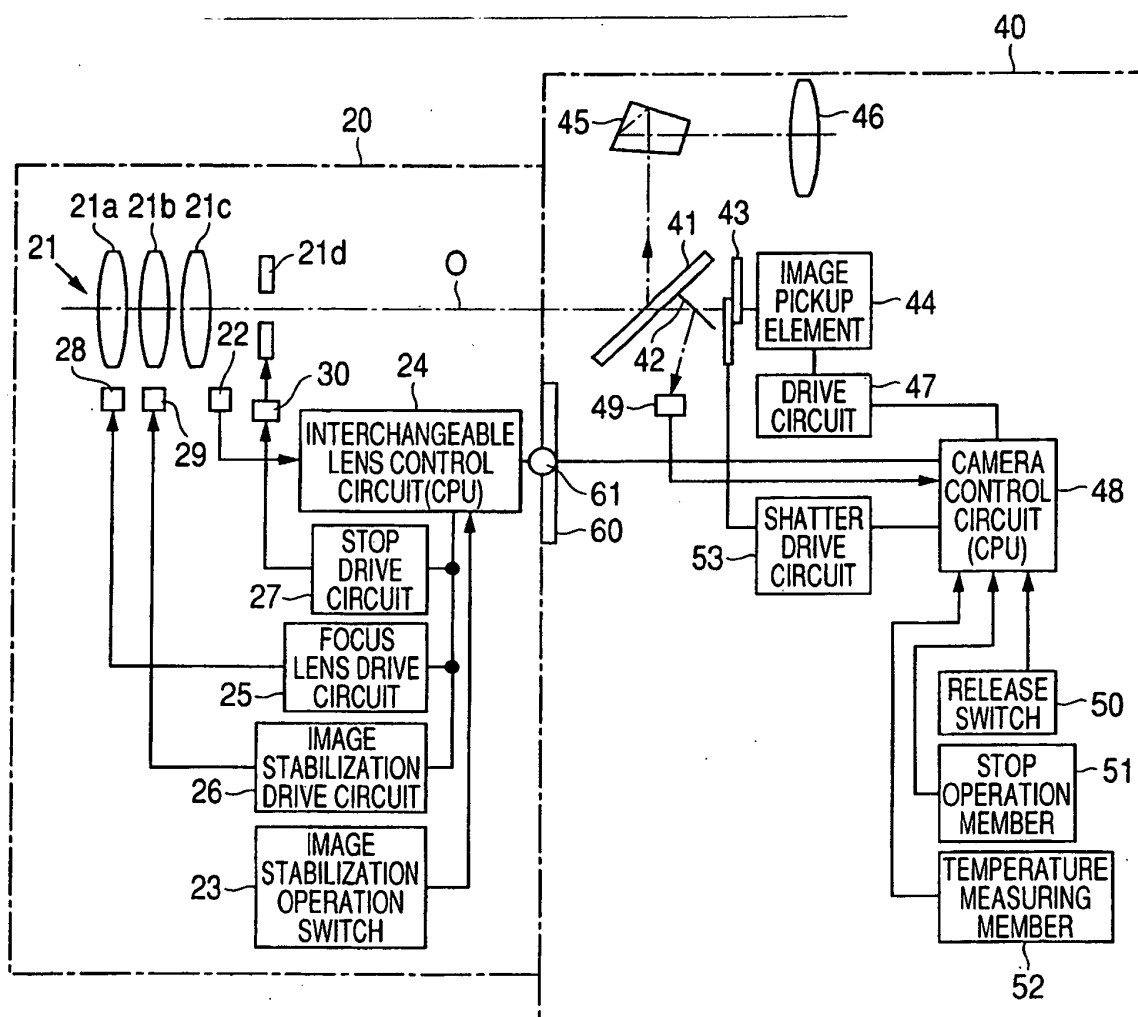 40
20
45
46
21a
21b
21c
21
21d
O
41
43
42
IMAGE
PICKUP
ELEMENT
44
28
29
22
30
24
INTERCHANGEABLE
LENS CONTROL
CIRCUIT(CPU)
49
DRIVE
CIRCUIT
47
61
60
CAMERA
CONTROL
CIRCUIT
(CPU)
48
STOP
DRIVE
CIRCUIT
27
SHATTER
DRIVE
CIRCUIT
53
FOCUS
LENS DRIVE
CIRCUIT
25
IMAGE
STABILIZATION
DRIVE CIRCUIT
26
IMAGE
STABILIZATION
OPERATION
SWITCH
23
RELEASE
SWITCH
50
STOP
OPERATION
MEMBER
51
TEMPERATURE
MEASURING
MEMBER
52